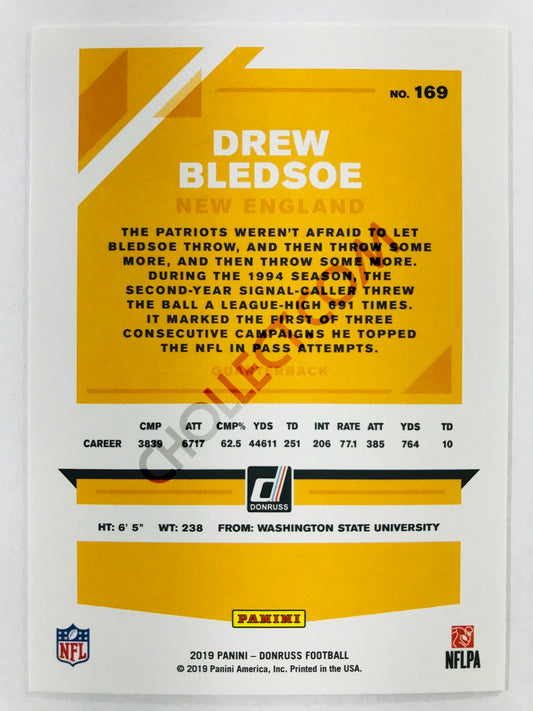 NO. 169
DREW
BLEDSOE
NEW ENGLAND
THE PATRIOTS WEREN'T AFRAID TO LET
BLEDSOE THROW, AND THEN THROW SOME
MORE, AND THEN THROW SOME MORE.
DURING THE 1994 SEASON, THE
SECOND-YEAR SIGNAL-CALLER THREW
THE BALL A LEAGUE-HIGH 691 TIMES.
IT MARKED THE FIRST OF THREE
CONSECUTIVE CAMPAIGNS HE TOPPED
THE NFL IN PASS ATTEMPTS.
QUARTERBACK
CHOLLECT.COM
CMP ATT CMP% YDS TD INT RATE ATT YDS TD
CAREER 3839 6717 62.5 44611 251 206 77.1 385 764 10
d
DONRUSS
HT: 6' 5" WT: 238 FROM: WASHINGTON STATE UNIVERSITY
PANINI
NFL
NFLPA
2019 PANINI – DONRUSS FOOTBALL
© 2019 Panini America, Inc. Printed in the USA.